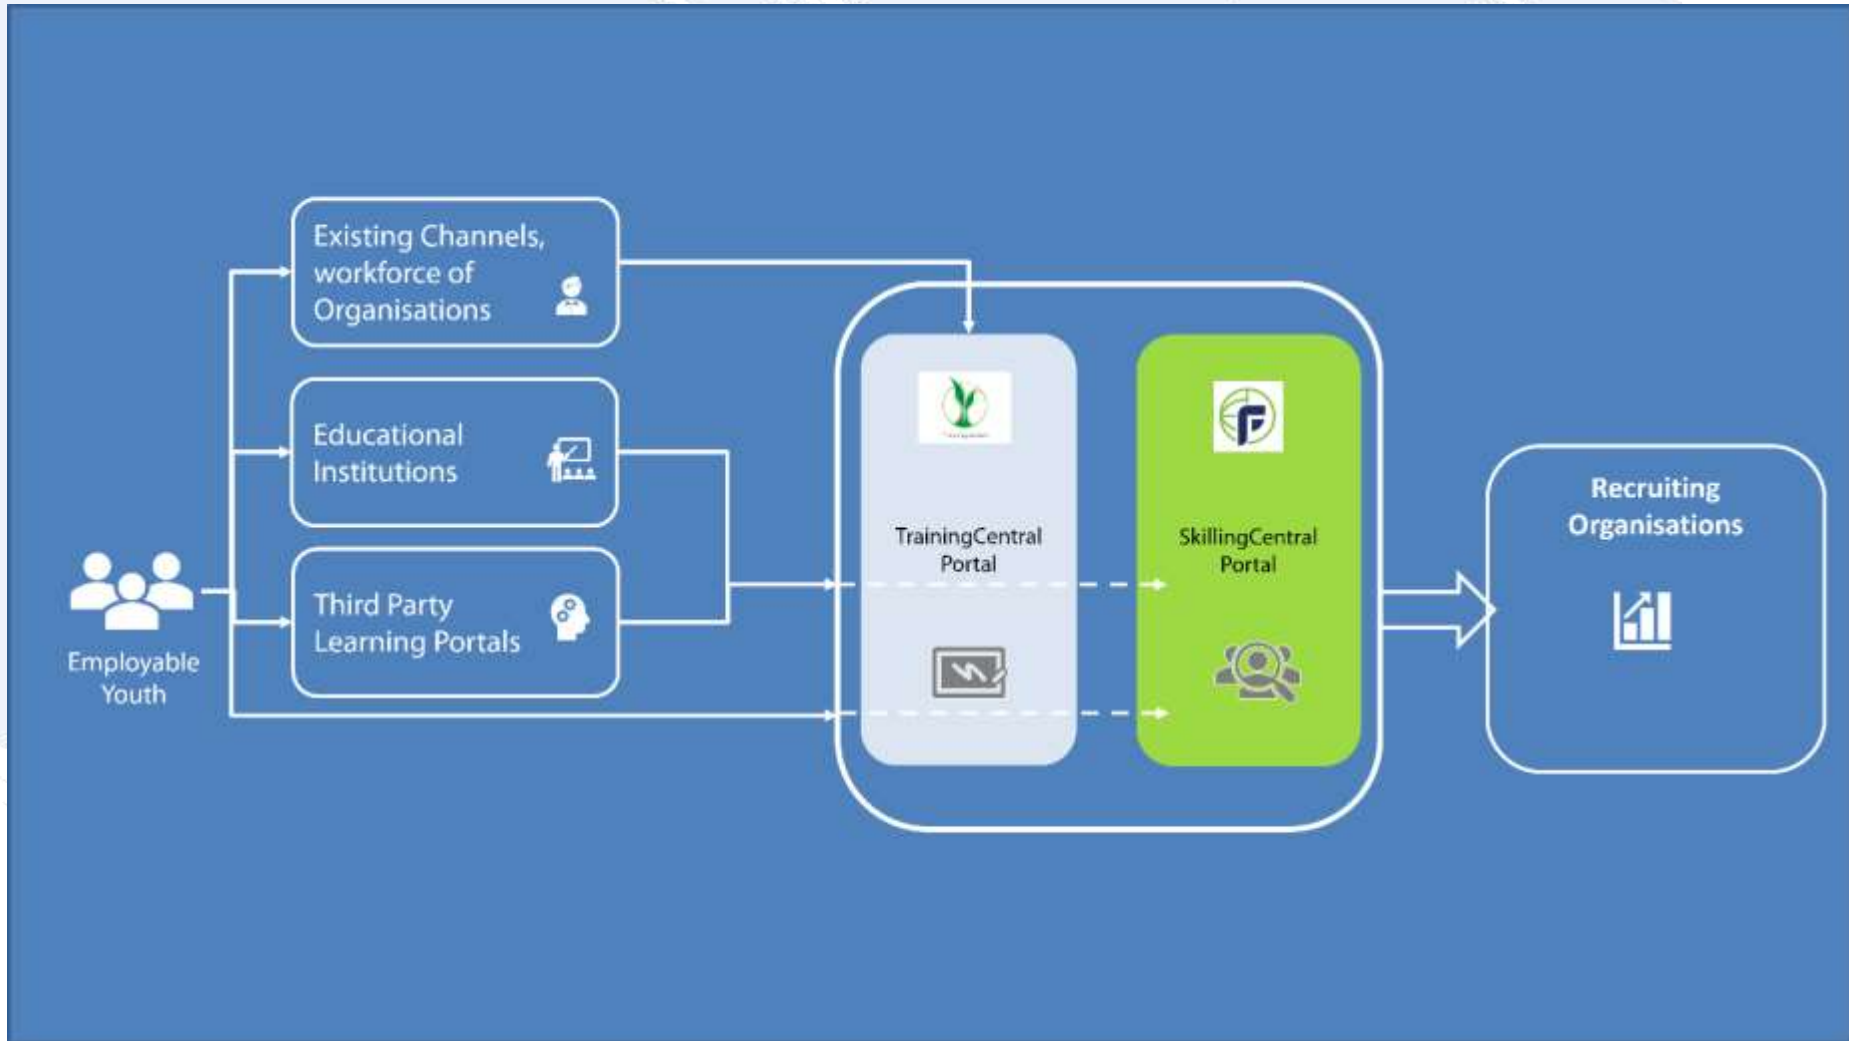 Existing Channels,
workforce of
Organisations
Educational
Institutions
Third Party
Learning Portals
Employable
Youth
TrainingCentral
Portal
SkillingCentral
Portal
Recruiting
Organisations